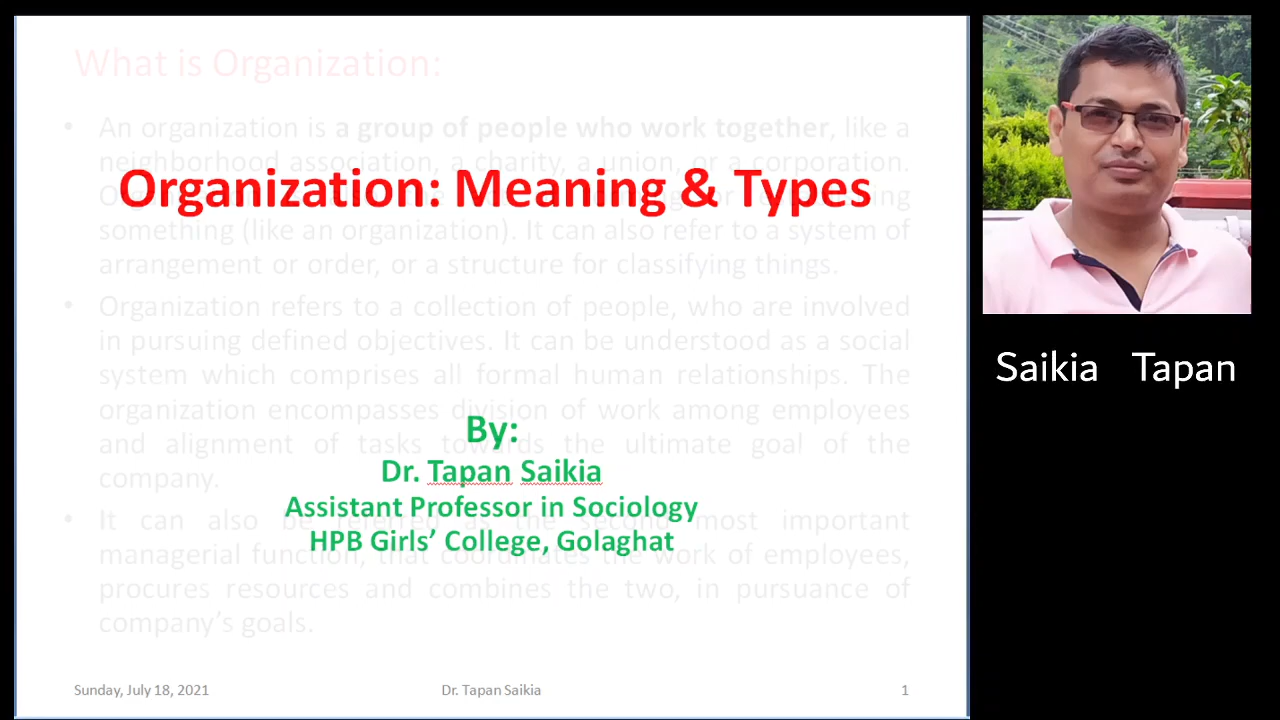 What is Organization:
• An organization is a group of people who work together, like a
neighborhood association, a charity, a union, or a corporation.
Organization: Meaning & Types
something (like an organization). It can also refer to a system of
arrangement or order, or a structure for classifying things.
• Organization refers to a collection of people, who are involved
in pursuing defined objectives. It can be understood as a social
system which comprises all formal human relationships. The
organization encompasses division of work among employees
By:
and alignment of tasks towards the ultimate goal of the
company.
Dr. Tapan Saikia
Assistant Professor in Sociology
• It can also be referred as the second most important
HPB Girls' College, Golaghat
managerial function, that coordinates the work of employees,
procures resources and combines the two, in pursuance of
company's goals.
Sunday, July 18, 2021
Dr. Tapan Saikia
1
Saikia Tapan